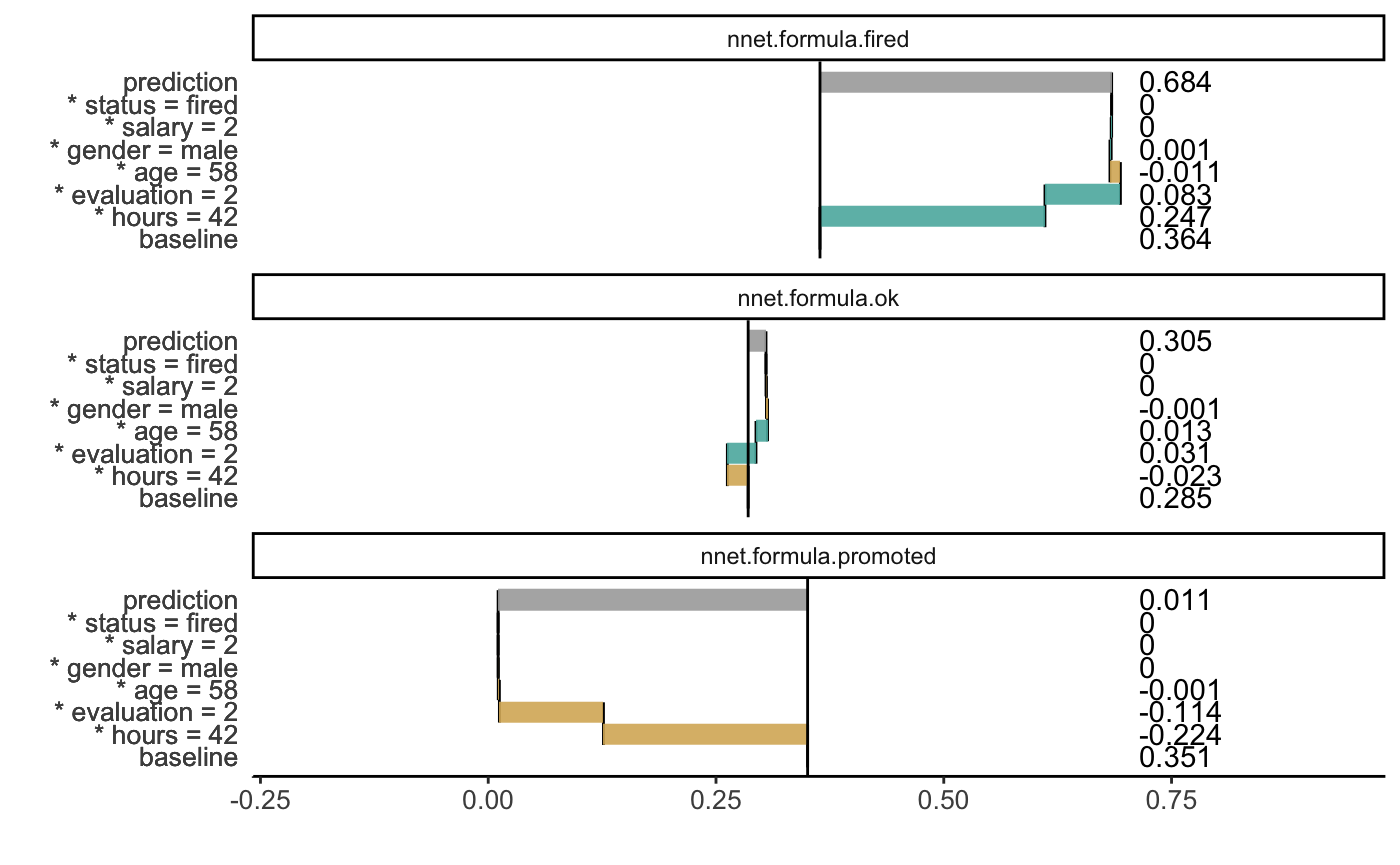 nnet.formula.fired
prediction 0.684
* status = fired 0
* salary = 2 0
* gender = male 0.001
* age = 58 -0.011
* evaluation = 2 0.083
* hours = 42 0.247
baseline 0.364
nnet.formula.ok
prediction 0.305
* status = fired 0
* salary = 2 0
* gender = male -0.001
* age = 58 0.013
* evaluation = 2 0.031
* hours = 42 -0.023
baseline 0.285
nnet.formula.promoted
prediction 0.011
* status = fired 0
* salary = 2 0
* gender = male 0
* age = 58 -0.001
* evaluation = 2 -0.114
* hours = 42 -0.224
baseline 0.351
-0.25 0.00 0.25 0.50 0.75